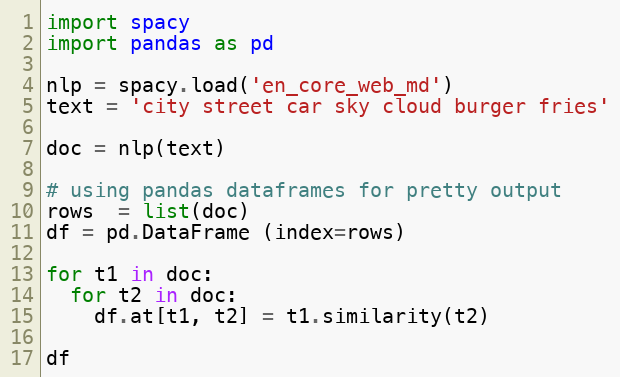 1 import spacy
2 import pandas as pd
3
4 nlp = spacy.load('en_core_web_md')
5 text = 'city street car sky cloud burger fries'
6
7 doc = nlp(text)
8
9 # using pandas dataframes for pretty output
10 rows  = list(doc)
11 df = pd.DataFrame (index=rows)
12
13 for t1 in doc:
14   for t2 in doc:
15     df.at[t1, t2] = t1.similarity(t2)
16
17 df